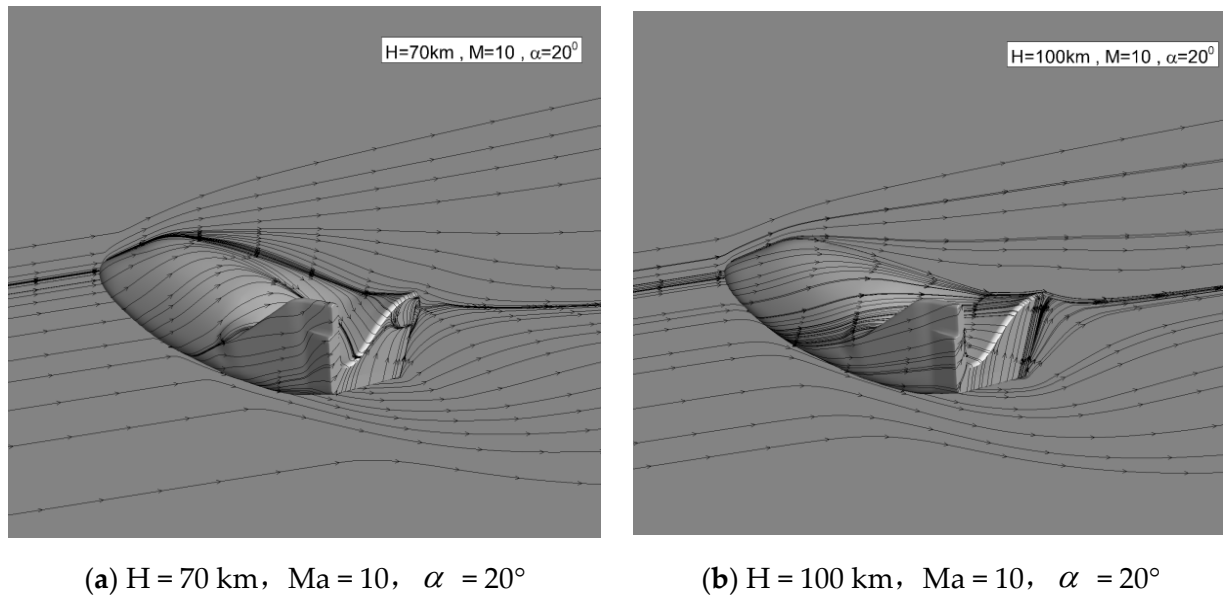 H=70km , M=10 , α=20⁰
H=100km , M=10 , α=20⁰
(a) H = 70 km，Ma = 10，α = 20°
(b) H = 100 km，Ma = 10，α = 20°